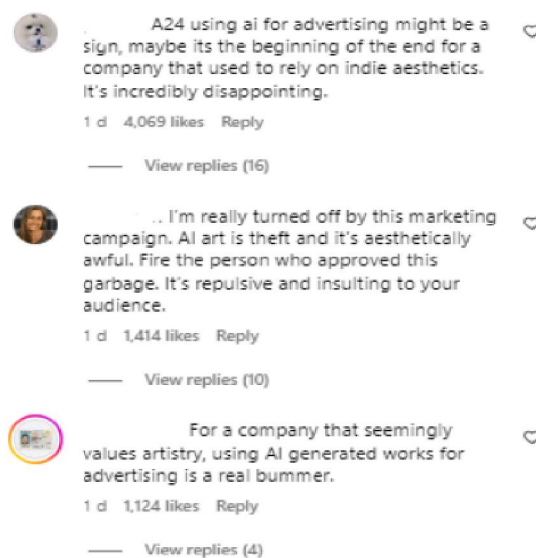 A24 using ai for advertising might be a
sign, maybe its the beginning of the end for a
company that used to rely on indie aesthetics.
It's incredibly disappointing.
1 d 4,069 likes Reply
View replies (16)
.. I'm really turned off by this marketing
campaign. AI art is theft and it's aesthetically
awful. Fire the person who approved this
garbage. It's repulsive and insulting to your
audience.
1 d 1,414 likes Reply
View replies (10)
For a company that seemingly
values artistry, using AI generated works for
advertising is a real bummer.
1 d 1,124 likes Reply
View replies (4)